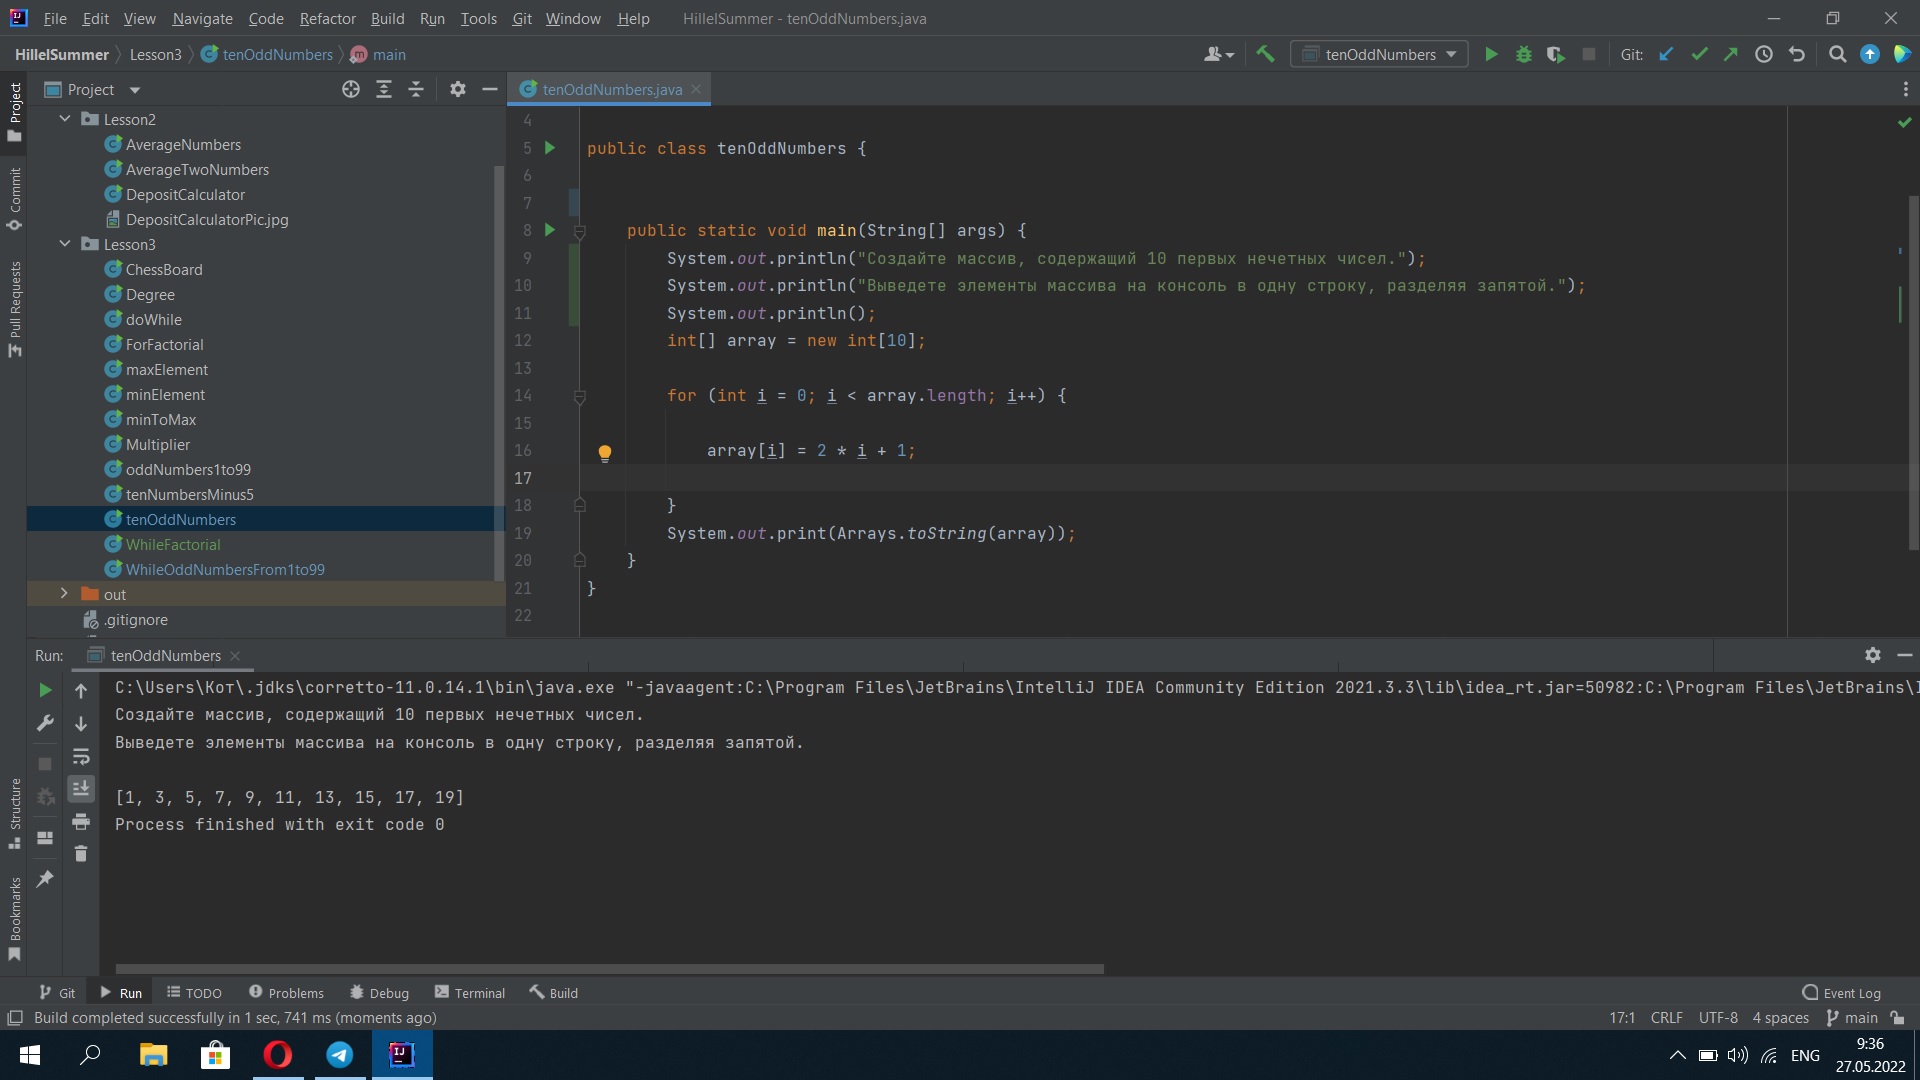 File Edit View Navigate Code Refactor Build Run Tools Git Window Help HillelSummer - tenOddNumbers.java
HillelSummer Lesson3 tenOddNumbers main tenOddNumbers Git:
Project
Commit
Pull Requests
Structure
Bookmarks
Project
Lesson2
AverageNumbers
AverageTwoNumbers
DepositCalculator
DepositCalculatorPic.jpg
Lesson3
ChessBoard
Degree
doWhile
ForFactorial
maxElement
minElement
minToMax
Multiplier
oddNumbers1to99
tenNumbersMinus5
tenOddNumbers
WhileFactorial
WhileOddNumbersFrom1to99
out
.gitignore
tenOddNumbers.java
4
5 public class tenOddNumbers {
6
7
8 public static void main(String[] args) {
9 System.out.println("Создайте массив, содержащий 10 первых нечетных чисел.");
10 System.out.println("Выведете элементы массива на консоль в одну строку, разделяя запятой.");
11 System.out.println();
12 int[] array = new int[10];
13
14 for (int i = 0; i < array.length; i++) {
15
16 array[i] = 2 * i + 1;
17
18 }
19 System.out.print(Arrays.toString(array));
20 }
21 }
22
Run: tenOddNumbers
C:\Users\Кот\.jdks\corretto-11.0.14.1\bin\java.exe "-javaagent:C:\Program Files\JetBrains\IntelliJ IDEA Community Edition 2021.3.3\lib\idea_rt.jar=50982:C:\Program Files\JetBrains\
Создайте массив, содержащий 10 первых нечетных чисел.
Выведете элементы массива на консоль в одну строку, разделяя запятой.
[1, 3, 5, 7, 9, 11, 13, 15, 17, 19]
Process finished with exit code 0
Git Run TODO Problems Debug Terminal Build Event Log
Build completed successfully in 1 sec, 741 ms (moments ago) 17:1 CRLF UTF-8 4 spaces main
ENG
9:36
27.05.2022